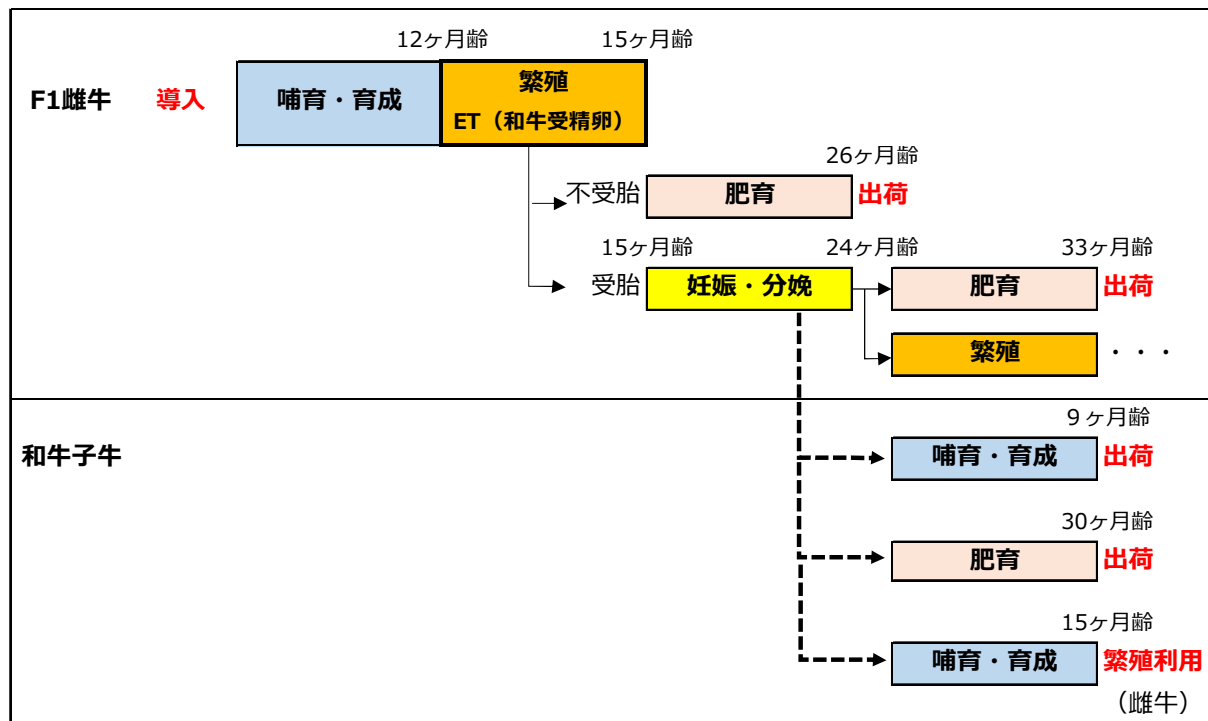 12ヶ月齢 15ヶ月齢
F1雌牛 導入 哺育・育成 繁殖
ET（和牛受精卵）
26ヶ月齢
不受胎 肥育 出荷
15ヶ月齢 24ヶ月齢 33ヶ月齢
受胎 妊娠・分娩 肥育 出荷
繁殖 ・・・
和牛子牛
９ヶ月齢
哺育・育成 出荷
30ヶ月齢
肥育 出荷
15ヶ月齢
哺育・育成 繁殖利用
（雌牛）